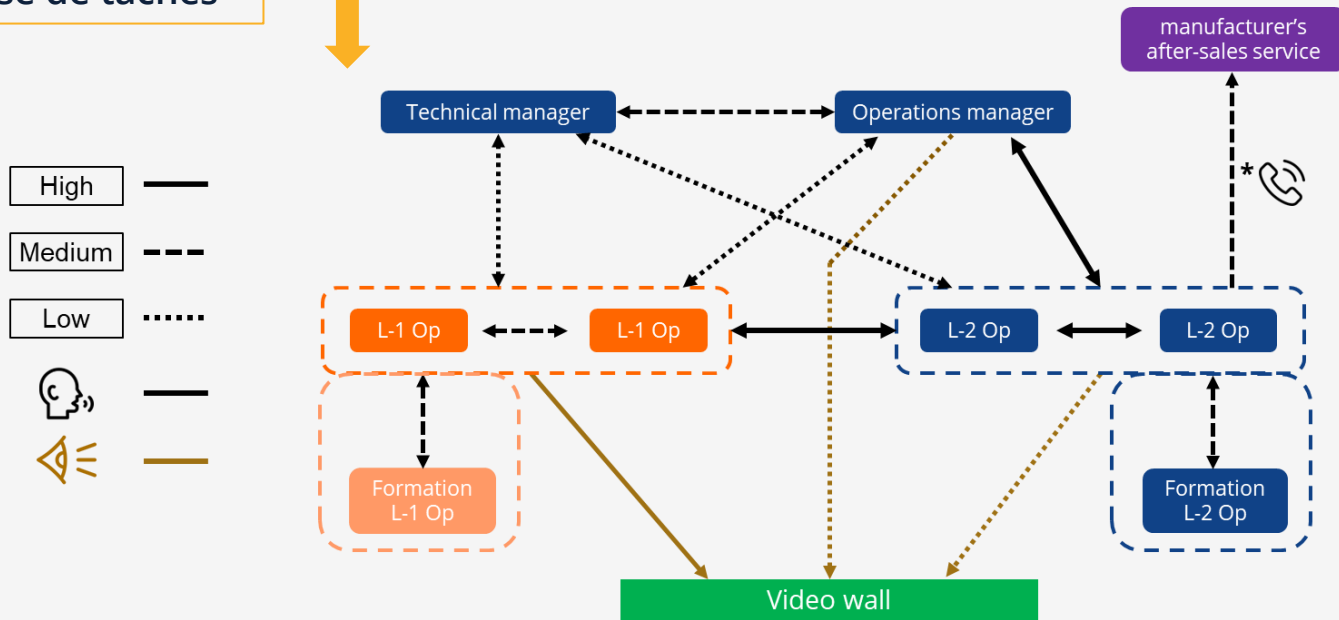 se de tâches
manufacturer's
after-sales service
Technical manager
Operations manager
High
*
Medium
Low
L-1 Op
L-1 Op
L-2 Op
L-2 Op
Formation
L-1 Op
Formation
L-2 Op
Video wall